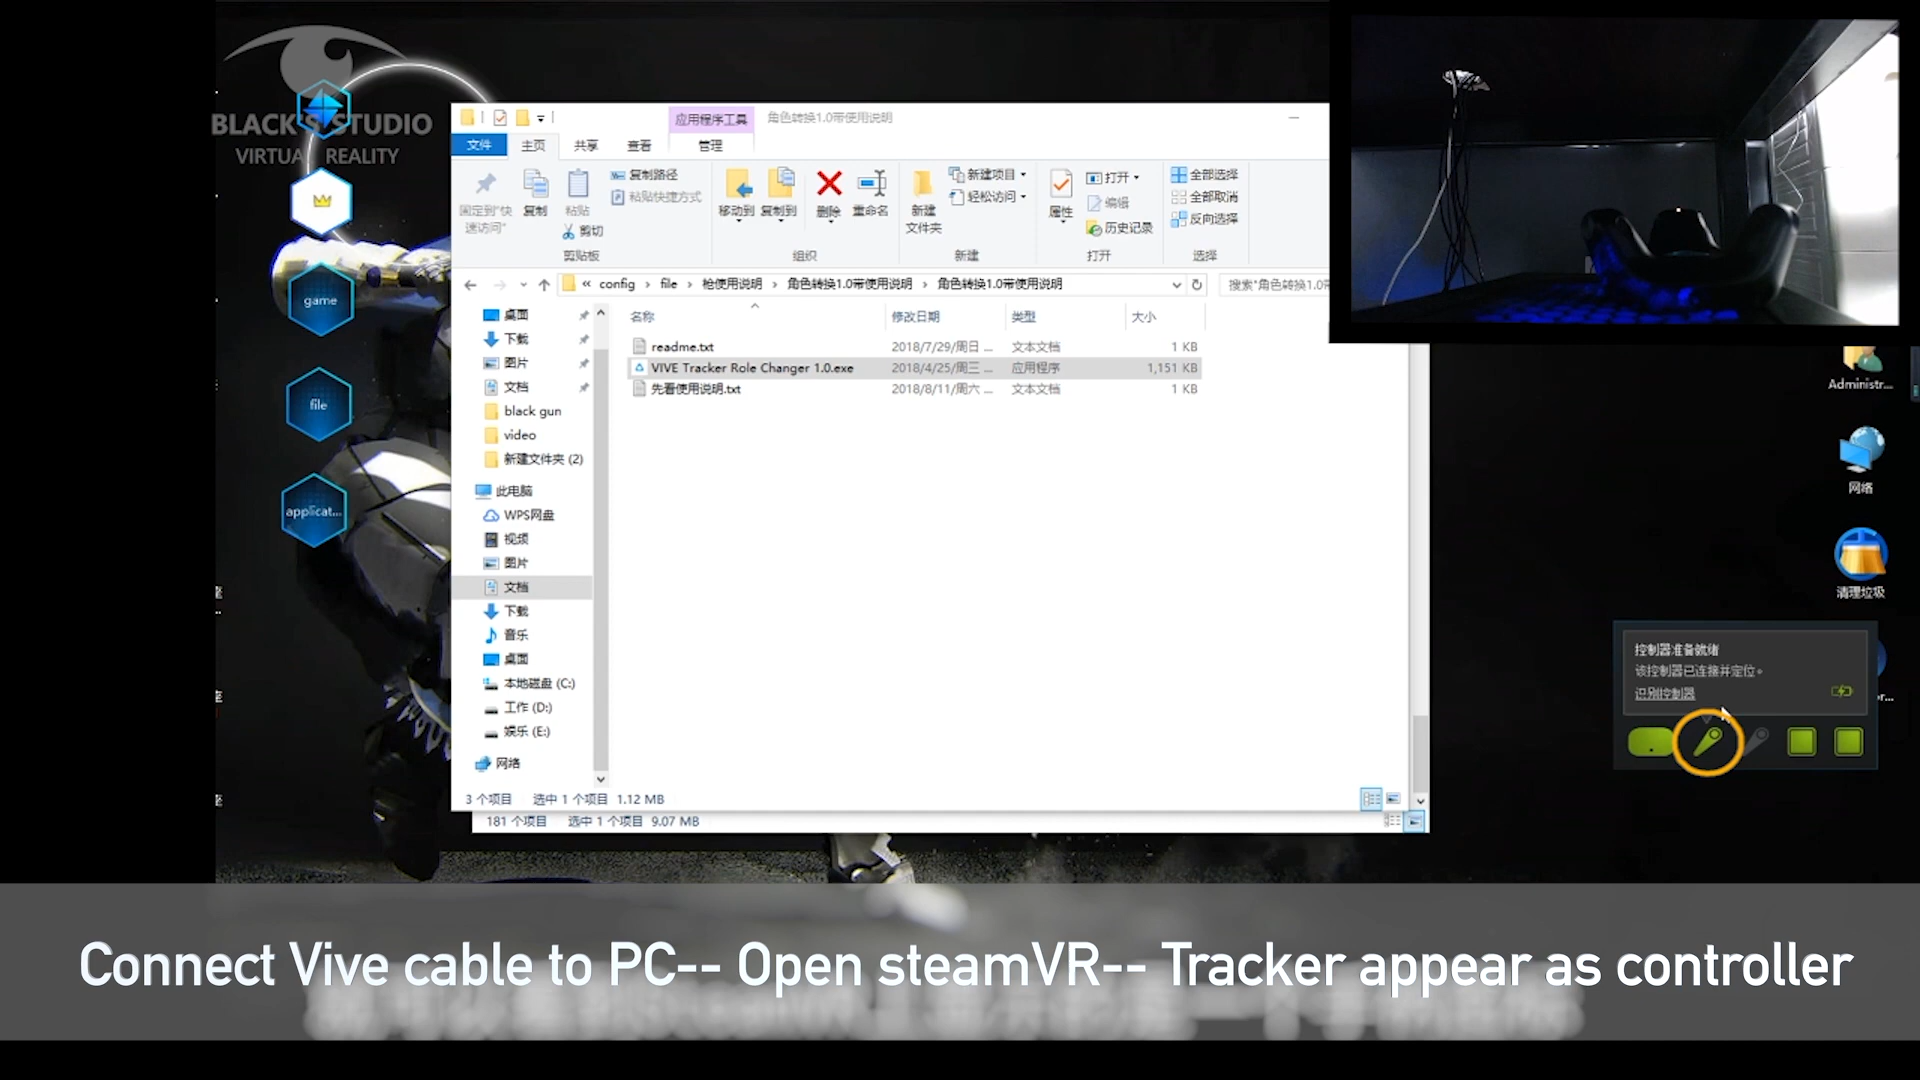 BLACK'S STUDIO
VIRTUA REALITY
game
file
applicat...
应用程序工具
角色转换1.0带使用说明
文件
主页
共享
查看
管理
固定到"快
速访问"
复制
粘贴
复制路径
粘贴快捷方式
剪切
剪贴板
移动到
复制到
删除
重命名
组织
新建
文件夹
新建项目
轻松访问
新建
属性
打开
编辑
历史记录
打开
全部选择
全部取消
反向选择
选择
« config › file › 枪使用说明 › 角色转换1.0带使用说明 › 角色转换1.0带使用说明
搜索"角色转换1.0
名称
修改日期
类型
大小
readme.txt 2018/7/29/周日 ... 文本文档 1 KB
VIVE Tracker Role Changer 1.0.exe 2018/4/25/周三 ... 应用程序 1,151 KB
先看使用说明.txt 2018/8/11/周六 ... 文本文档 1 KB
桌面
下载
图片
文档
black gun
video
新建文件夹 (2)
此电脑
WPS网盘
视频
图片
文档
下载
音乐
桌面
本地磁盘 (C:)
工作 (D:)
娱乐 (E:)
网络
3 个项目 选中 1 个项目 1.12 MB
181 个项目 选中 1 个项目 9.07 MB
Administr...
网络
清理垃圾
控制器准备就绪
该控制器已连接并定位。
识别控制器
Connect Vive cable to PC-- Open steamVR-- Tracker appear as controller